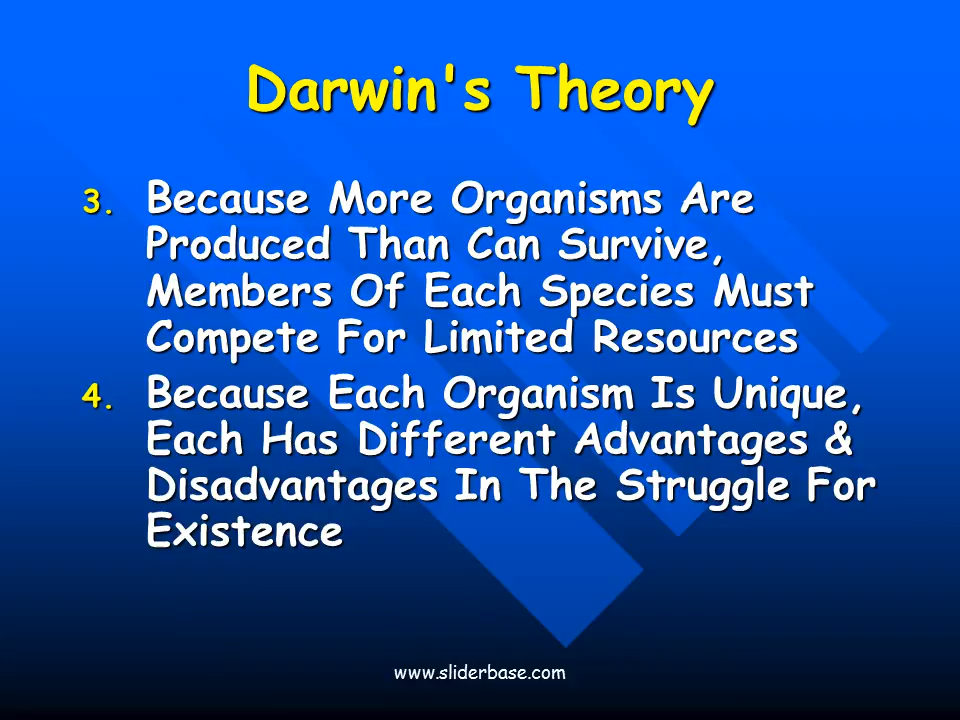 Darwin's Theory
3. Because More Organisms Are
Produced Than Can Survive,
Members Of Each Species Must
Compete For Limited Resources
4. Because Each Organism Is Unique,
Each Has Different Advantages &
Disadvantages In The Struggle For
Existence
www.sliderbase.com